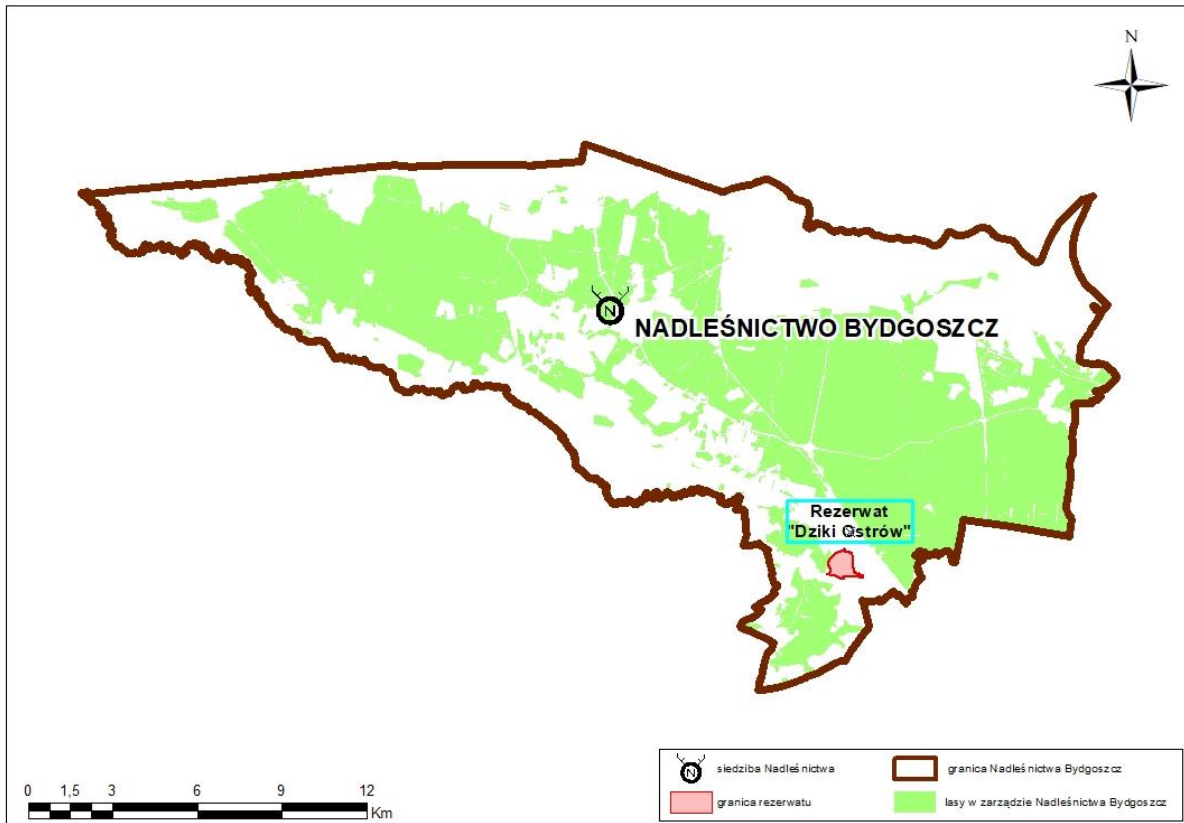 N
N
NADLEŚNICTWO BYDGOSZCZ
Rezerwat
"Dziki Ostrów"
N
siedziba Nadleśnictwa
granica Nadleśnictwa Bydgoszcz
granica rezerwatu
lasy w zarządzie Nadleśnictwa Bydgoszcz
0 1,5 3 6 9 12
Km